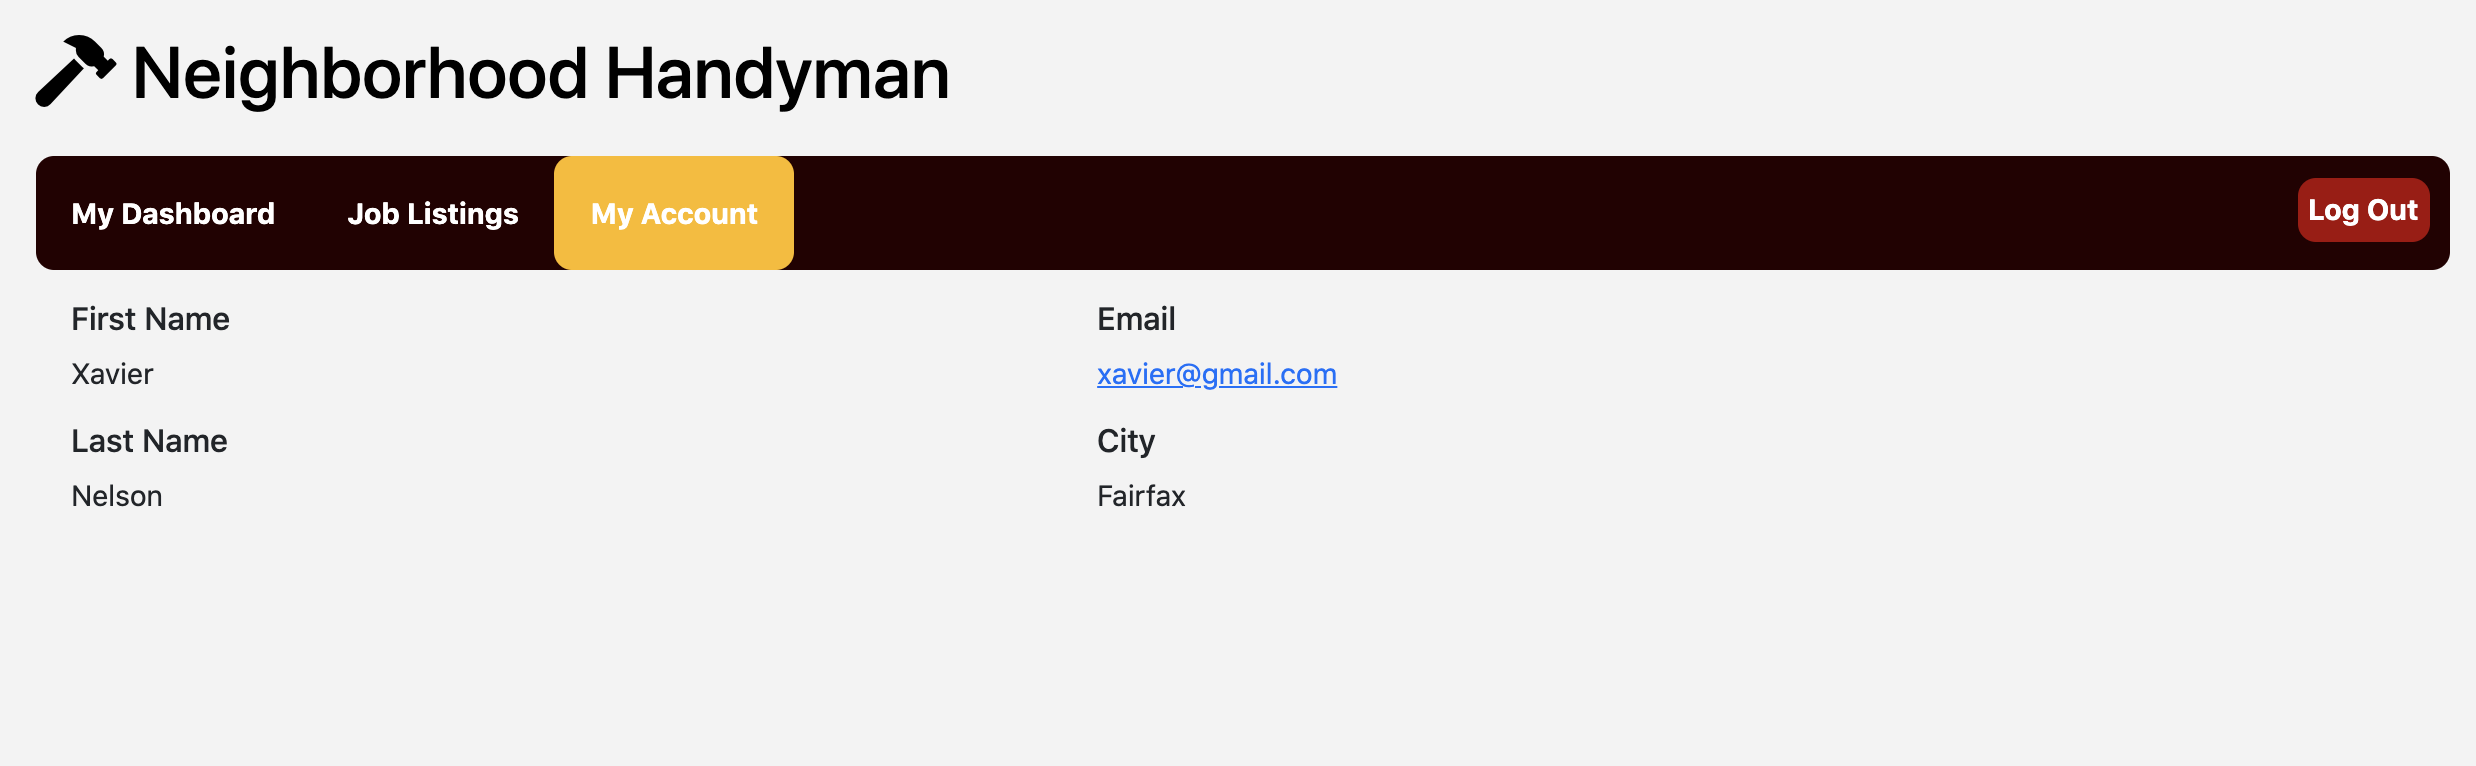 Neighborhood Handyman
My Dashboard Job Listings My Account Log Out
First Name
Xavier
Last Name
Nelson
Email
xavier@gmail.com
City
Fairfax